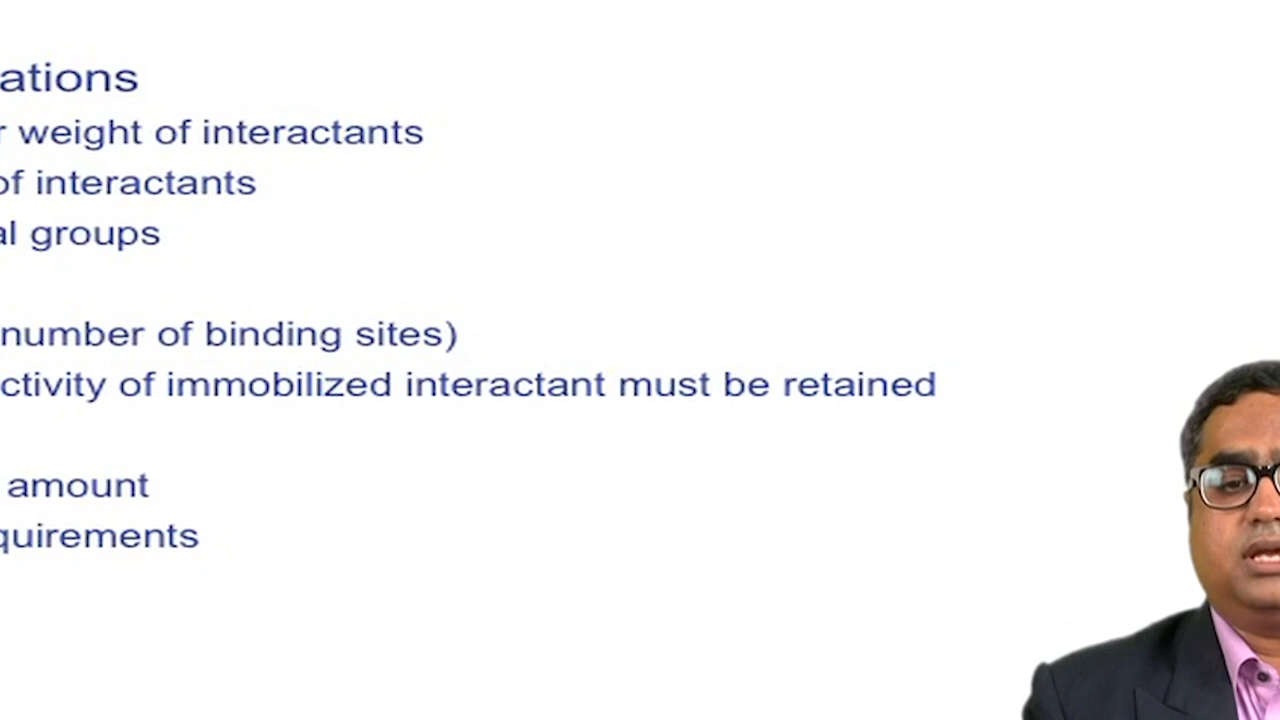 ations
r weight of interactants
of interactants
al groups
number of binding sites)
ctivity of immobilized interactant must be retained
amount
quirements